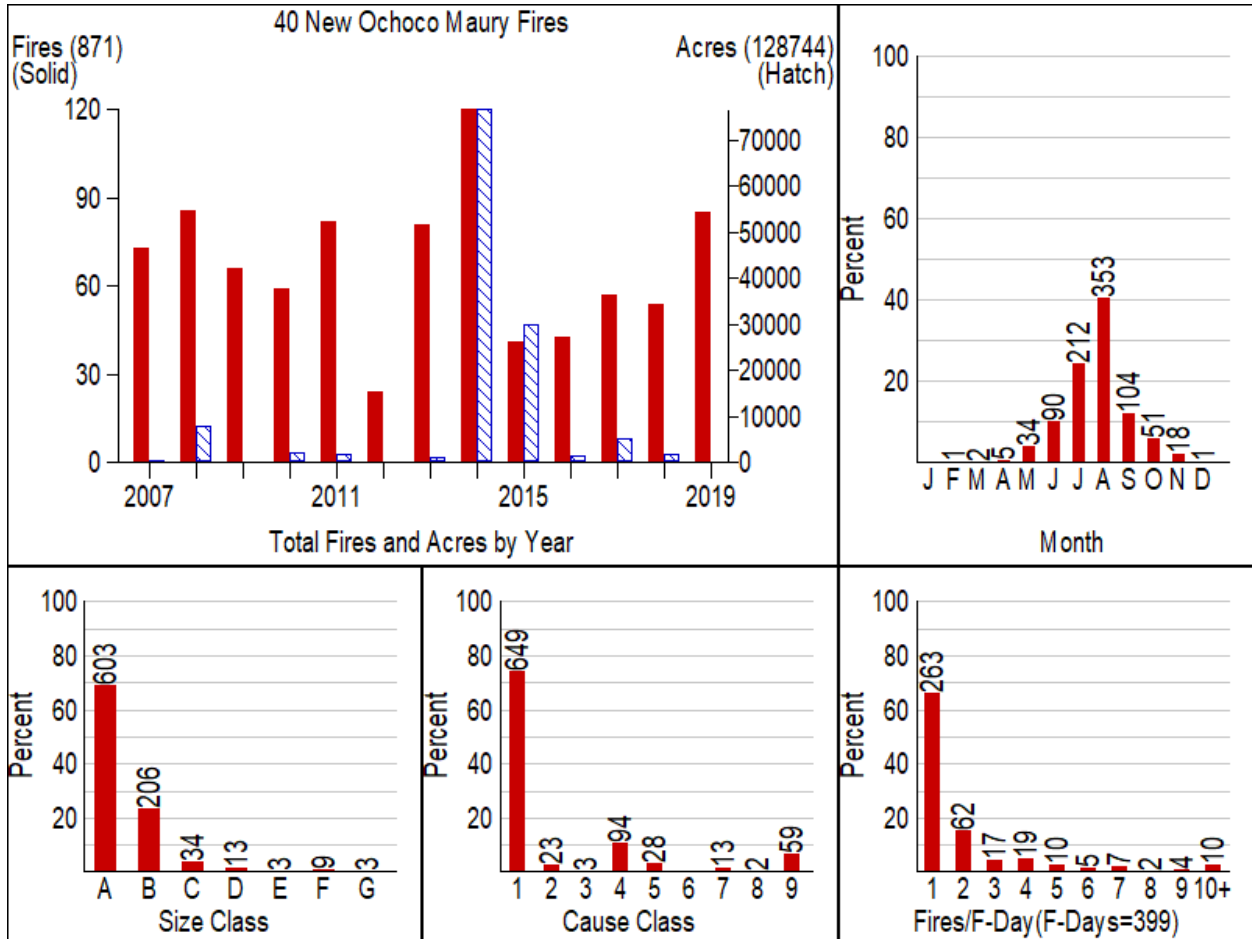 40 New Ochoco Maury Fires
Fires (871)
(Solid)
Acres (128744)
(Hatch)
120
90
60
30
0
70000
60000
50000
40000
30000
20000
10000
0
2007 2011 2015 2019
Total Fires and Acres by Year
100
80
60
40
20
Percent
1 2 5 34 90 212 353 104 51 18 1
J F M A M J J A S O N D
Month
100
80
60
40
20
Percent
603 206 34 13 3 9 3
A B C D E F G
Size Class
100
80
60
40
20
Percent
649 23 3 94 28 13 2 59
1 2 3 4 5 6 7 8 9
Cause Class
100
80
60
40
20
Percent
263 62 17 19 10 5 7 2 4 10
1 2 3 4 5 6 7 8 9 10+
Fires/F-Day(F-Days=399)